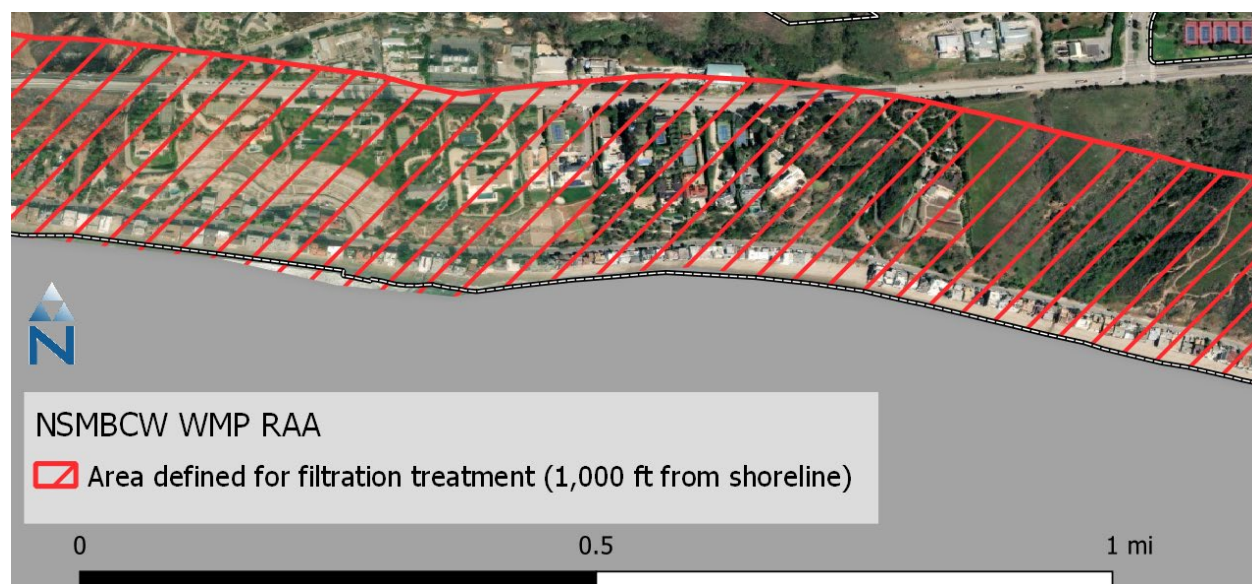 N
NSMBCW WMP RAA
Area defined for filtration treatment (1,000 ft from shoreline)
0 0.5 1 mi